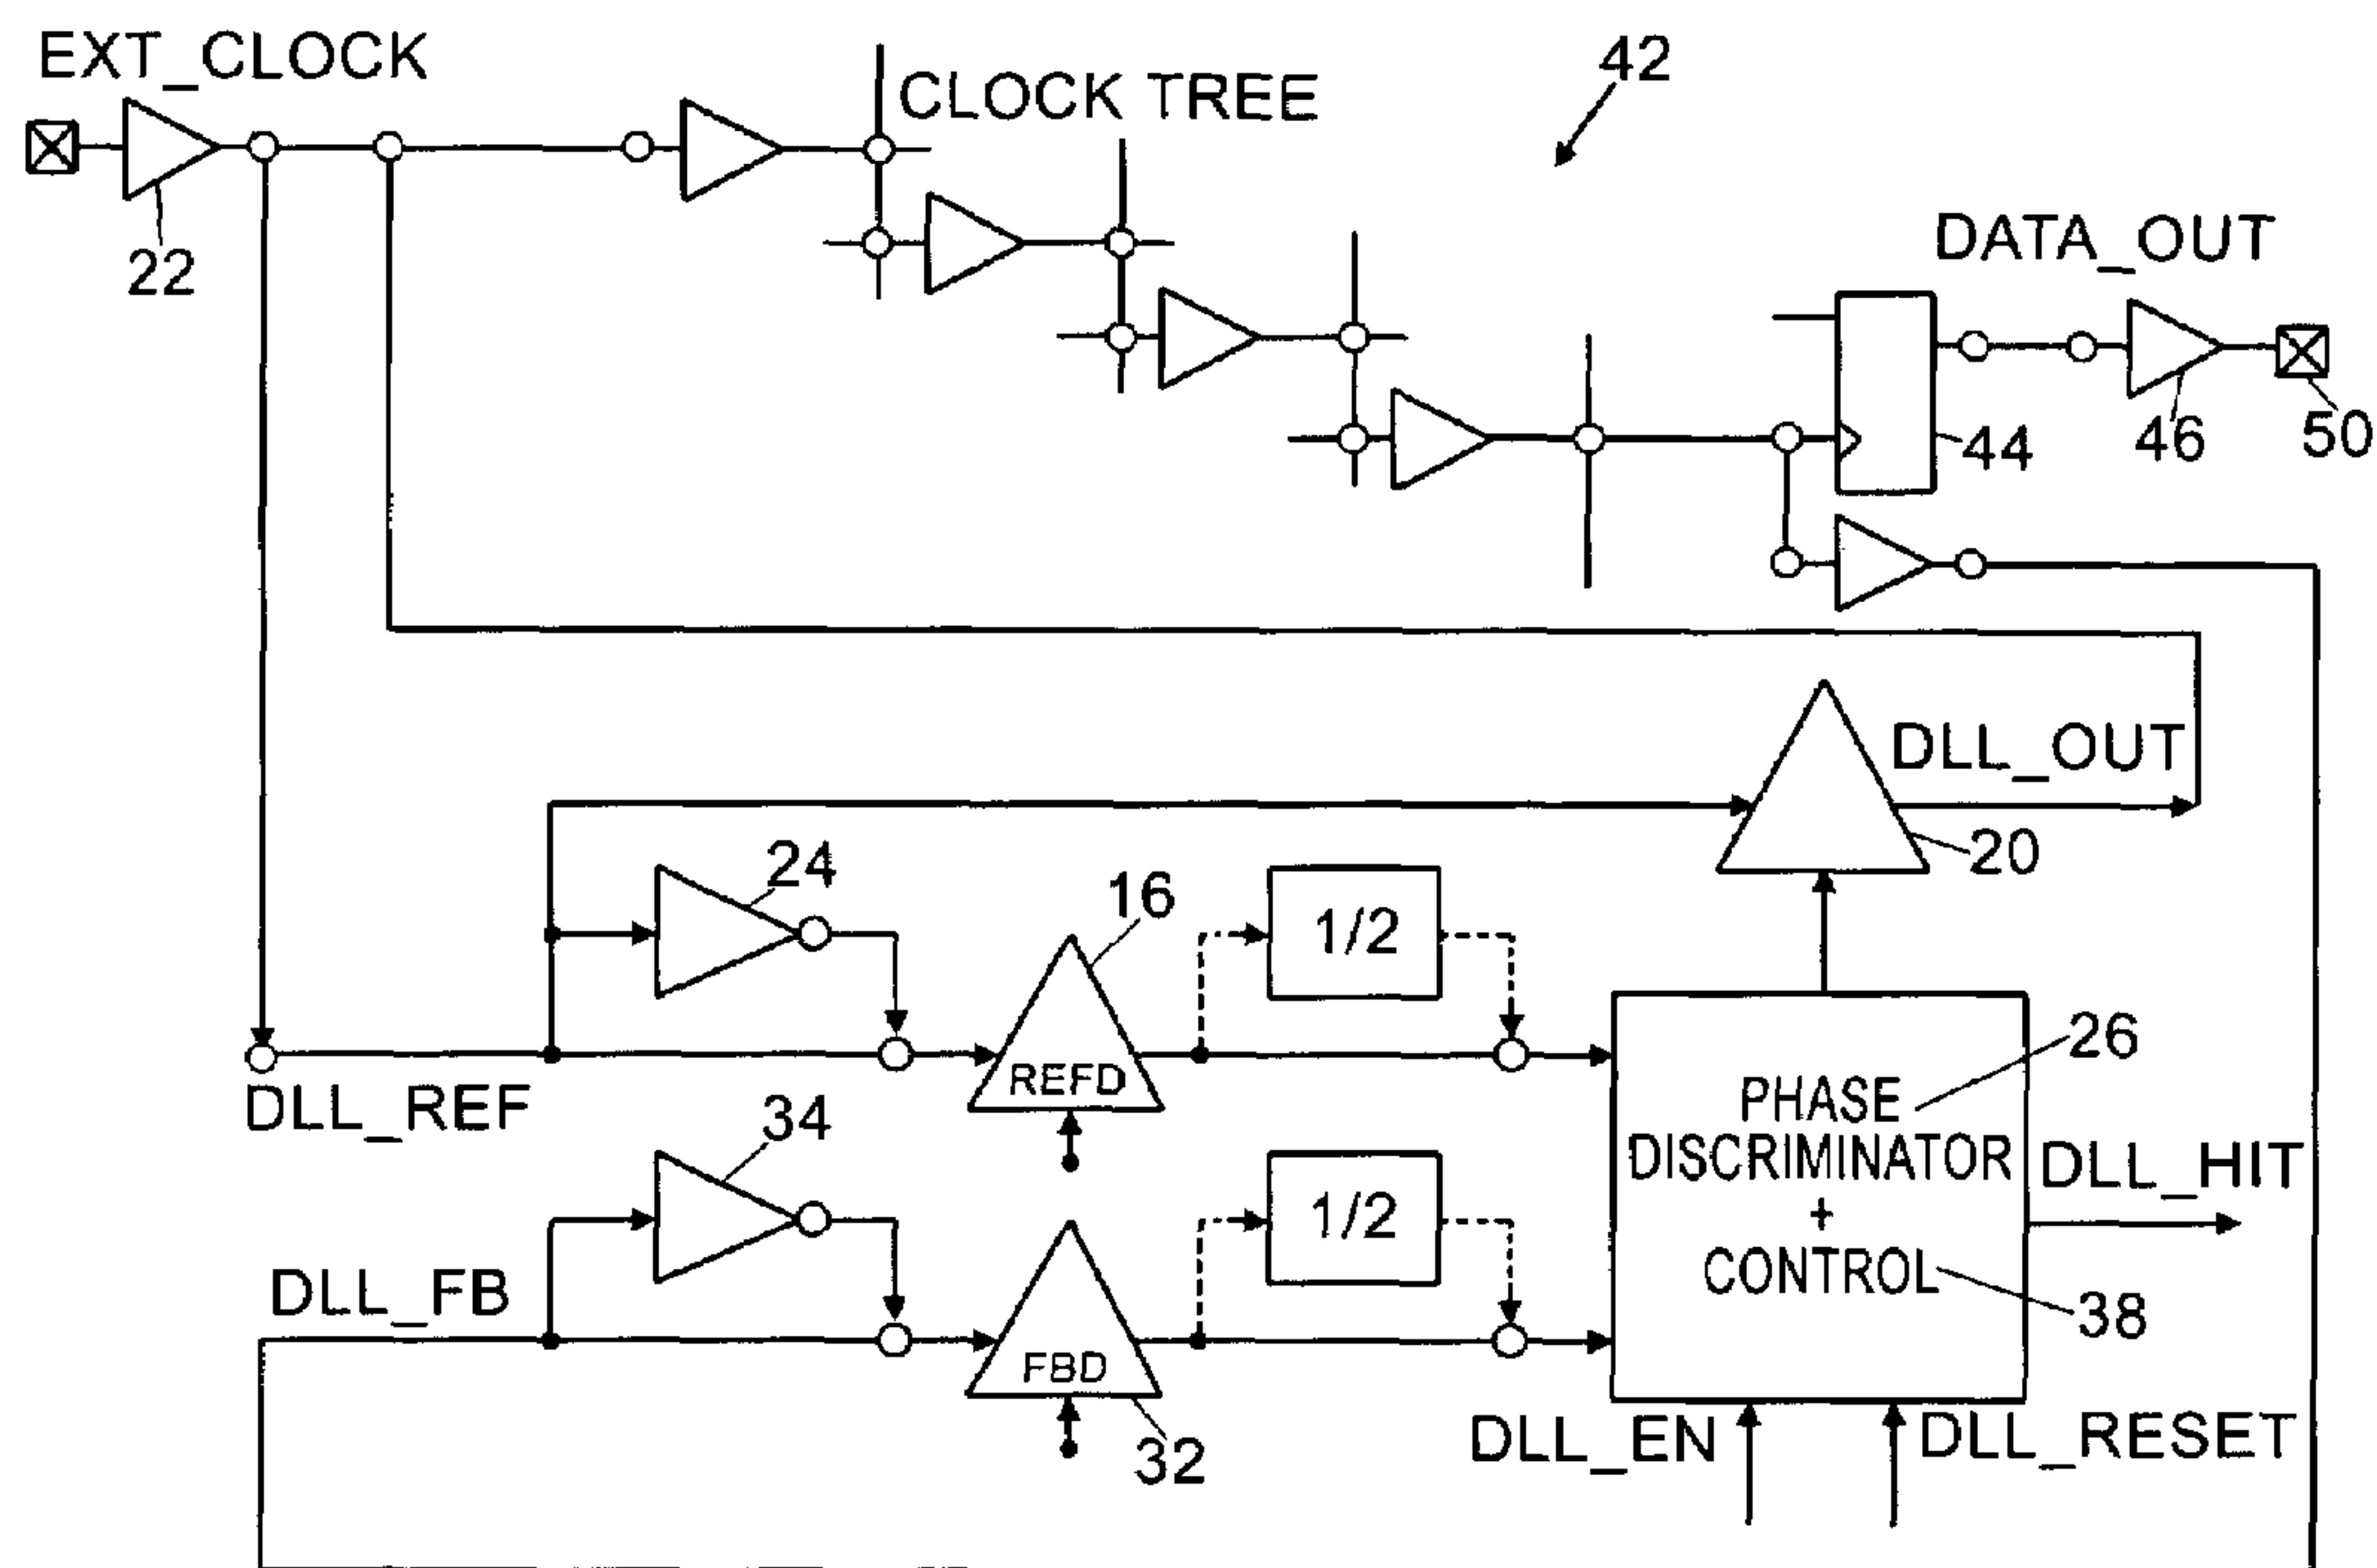 EXT_CLOCK
CLOCK TREE
42
22
DATA_OUT
44
46
50
DLL_OUT
20
24
16
1/2
REFD
DLL_REF
26
PHASE
DISCRIMINATOR
+
CONTROL
38
DLL_HIT
34
1/2
DLL_FB
FBD
32
DLL_EN
DLL_RESET